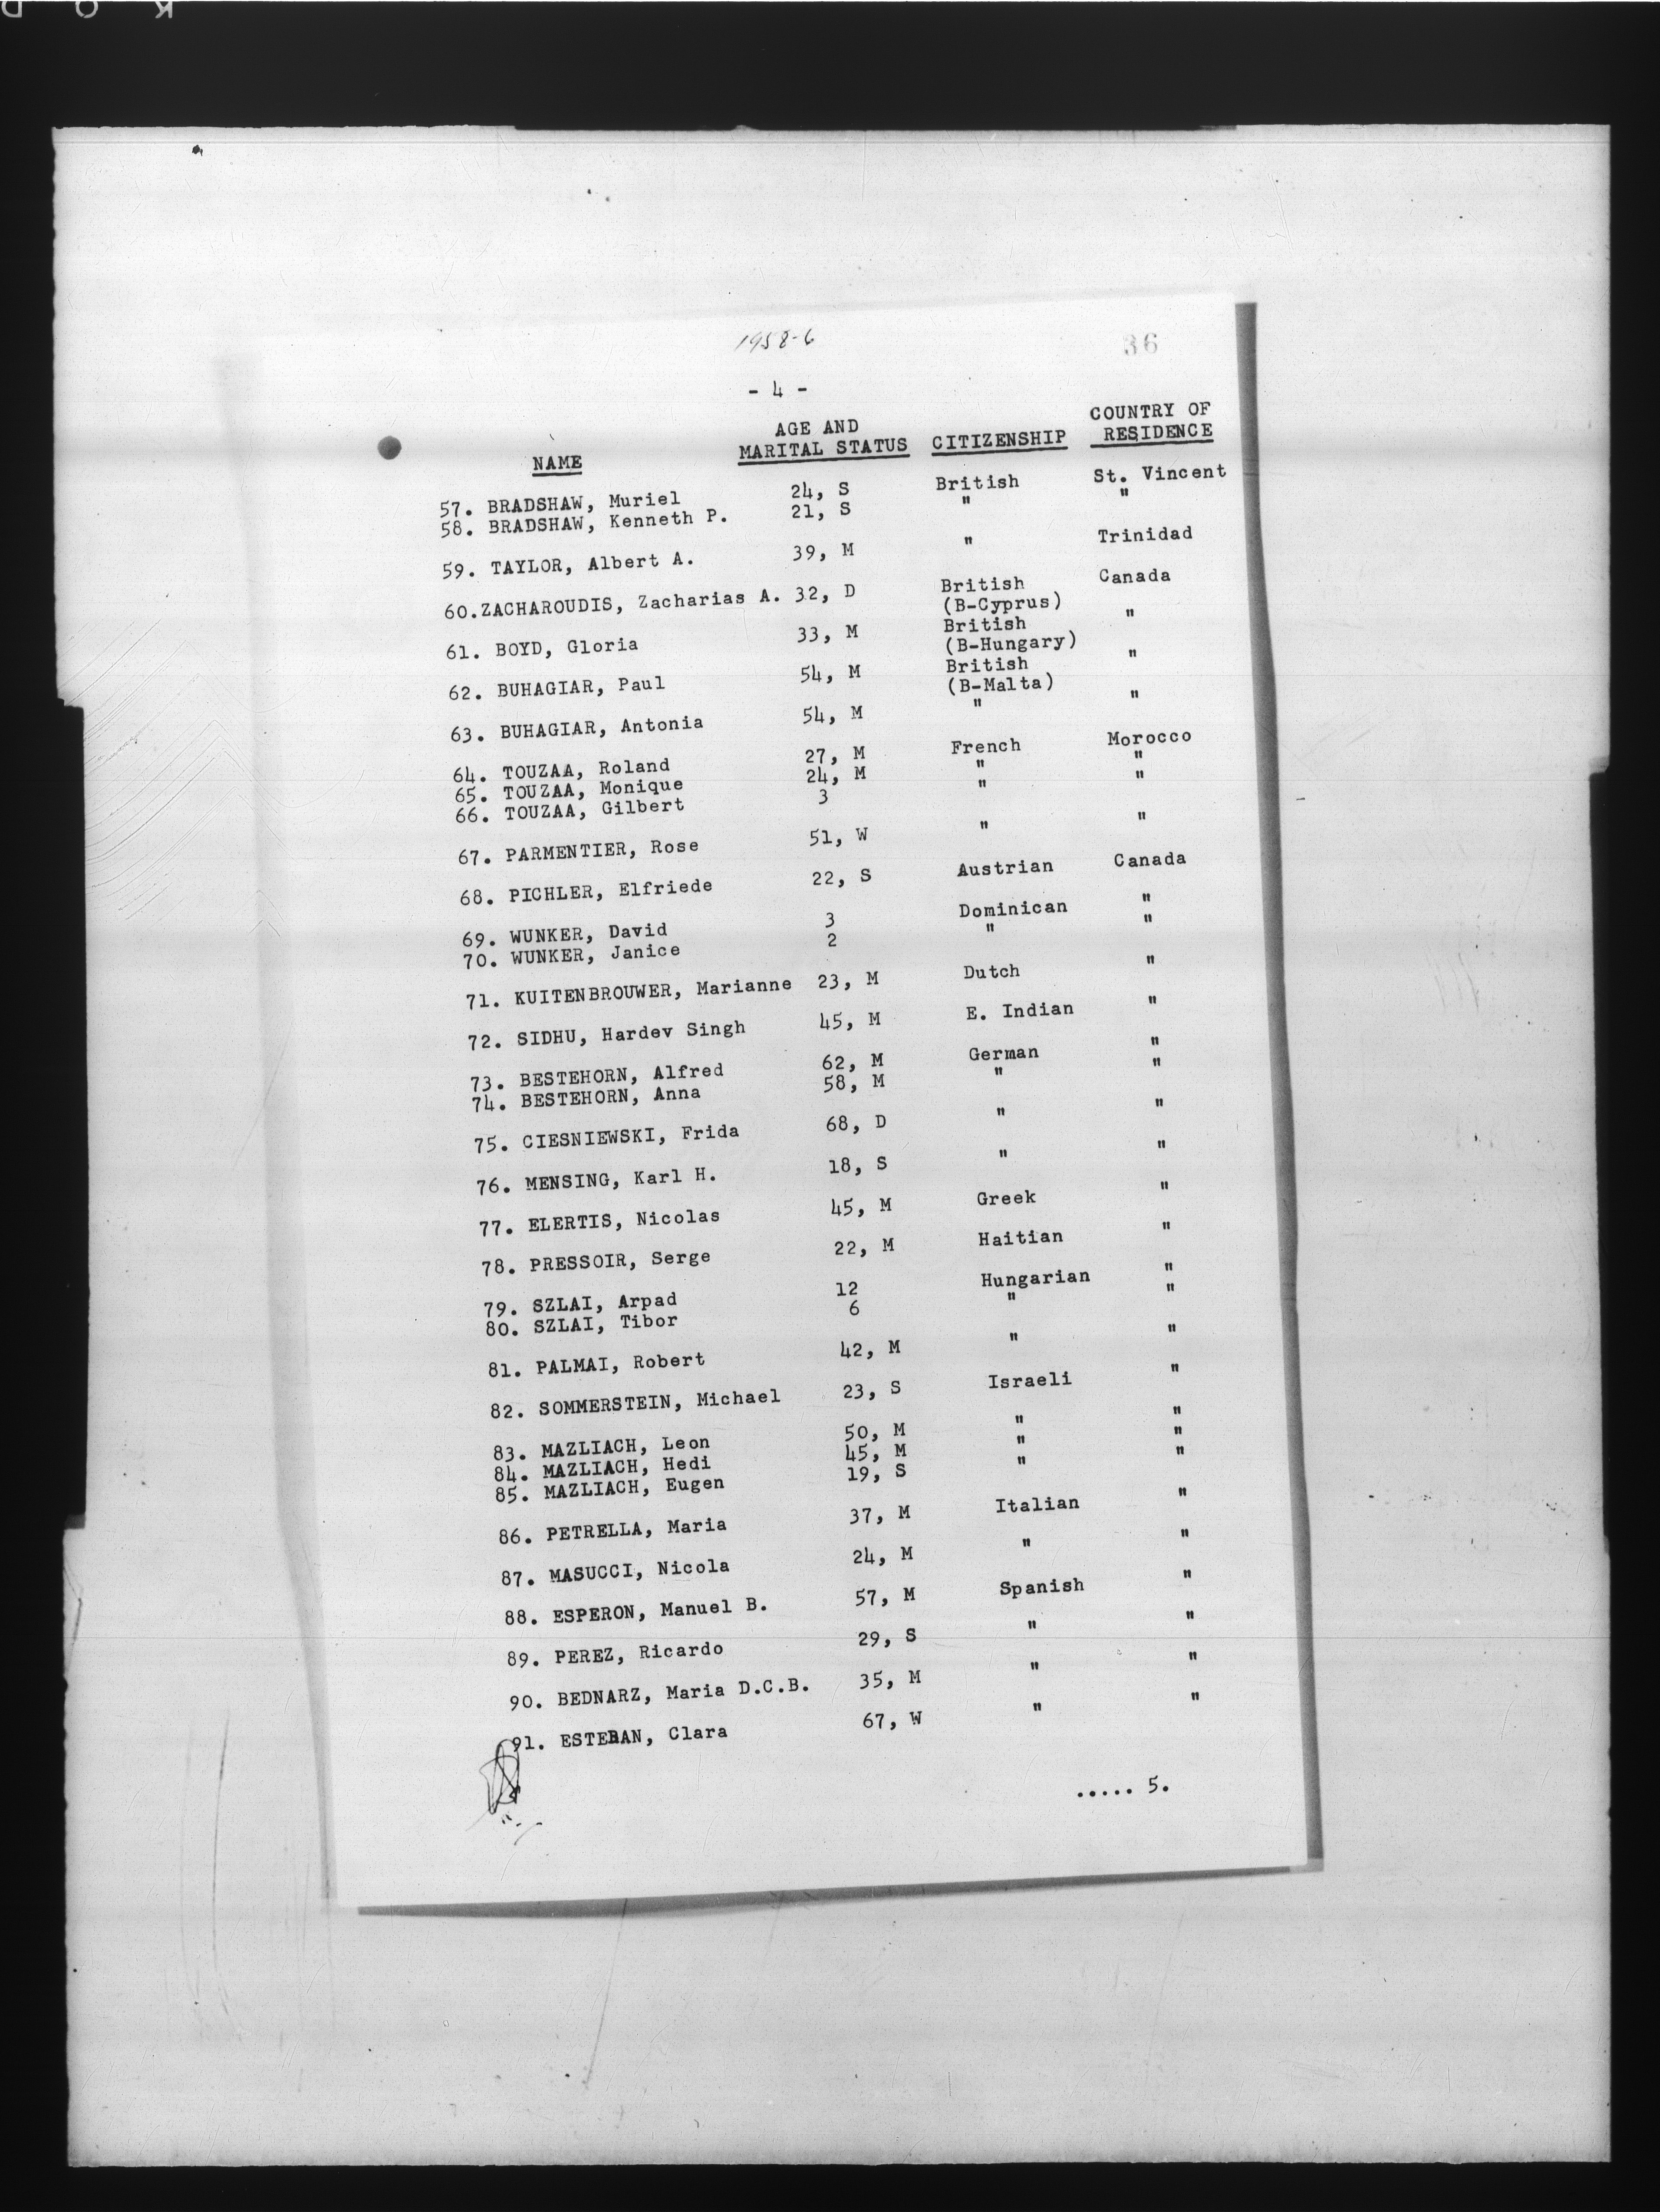 1958-6
36
- 4 -
NAME AGE AND MARITAL STATUS CITIZENSHIP COUNTRY OF RESIDENCE
57. BRADSHAW, Muriel 24, S British St. Vincent
58. BRADSHAW, Kenneth P. 21, S " "
59. TAYLOR, Albert A. 39, M " Trinidad
60. ZACHAROUDIS, Zacharias A. 32, D British (B-Cyprus) Canada
61. BOYD, Gloria 33, M British (B-Hungary) "
62. BUHAGIAR, Paul 54, M British (B-Malta) "
63. BUHAGIAR, Antonia 54, M " "
64. TOUZAA, Roland 27, M French Morocco
65. TOUZAA, Monique 24, M " "
66. TOUZAA, Gilbert 3 " "
67. PARMENTIER, Rose 51, W " "
68. PICHLER, Elfriede 22, S Austrian Canada
69. WUNKER, David 3 Dominican "
70. WUNKER, Janice 2 " "
71. KUITENBROUWER, Marianne 23, M Dutch "
72. SIDHU, Hardev Singh 45, M E. Indian "
73. BESTEHORN, Alfred 62, M German "
74. BESTEHORN, Anna 58, M " "
75. CIESNIEWSKI, Frida 68, D " "
76. MENSING, Karl H. 18, S " "
77. ELERTIS, Nicolas 45, M Greek "
78. PRESSOIR, Serge 22, M Haitian "
79. SZLAI, Arpad 12 Hungarian "
80. SZLAI, Tibor 6 " "
81. PALMAI, Robert 42, M " "
82. SOMMERSTEIN, Michael 23, S Israeli "
83. MAZLIACH, Leon 50, M " "
84. MAZLIACH, Hedi 45, M " "
85. MAZLIACH, Eugen 19, S " "
86. PETRELLA, Maria 37, M Italian "
87. MASUCCI, Nicola 24, M " "
88. ESPERON, Manuel B. 57, M Spanish "
89. PEREZ, Ricardo 29, S " "
90. BEDNARZ, Maria D.C.B. 35, M " "
91. ESTEBAN, Clara 67, W " "
..... 5.